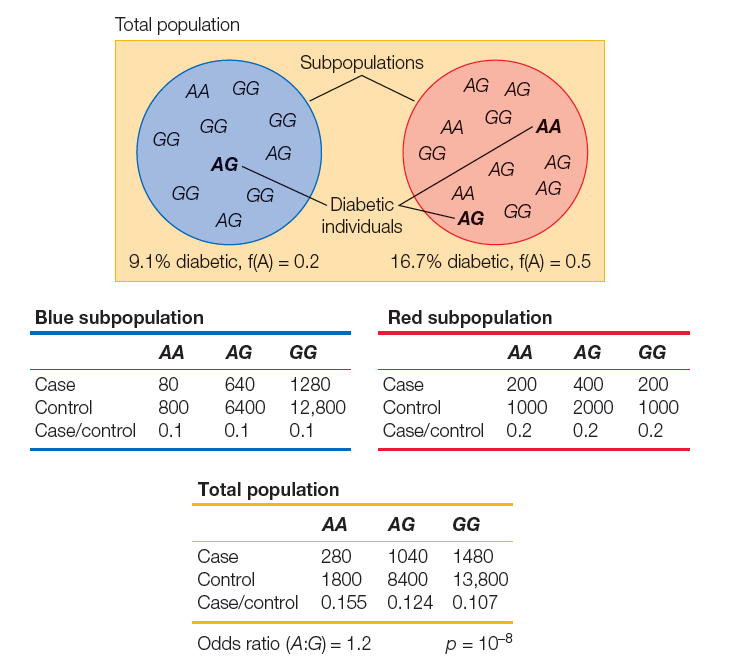 Total population
Subpopulations
AA GG
GG GG
GG
AG AG
GG GG
AG
AG AG
AA GG AA
GG
AG AG
AA AG
AG GG
Diabetic
individuals
9.1% diabetic, f(A) = 0.2
16.7% diabetic, f(A) = 0.5
Blue subpopulation
AA AG GG
Case 80 640 1280
Control 800 6400 12,800
Case/control 0.1 0.1 0.1
Red subpopulation
AA AG GG
Case 200 400 200
Control 1000 2000 1000
Case/control 0.2 0.2 0.2
Total population
AA AG GG
Case 280 1040 1480
Control 1800 8400 13,800
Case/control 0.155 0.124 0.107
Odds ratio (A:G) = 1.2 p = 10⁻⁸